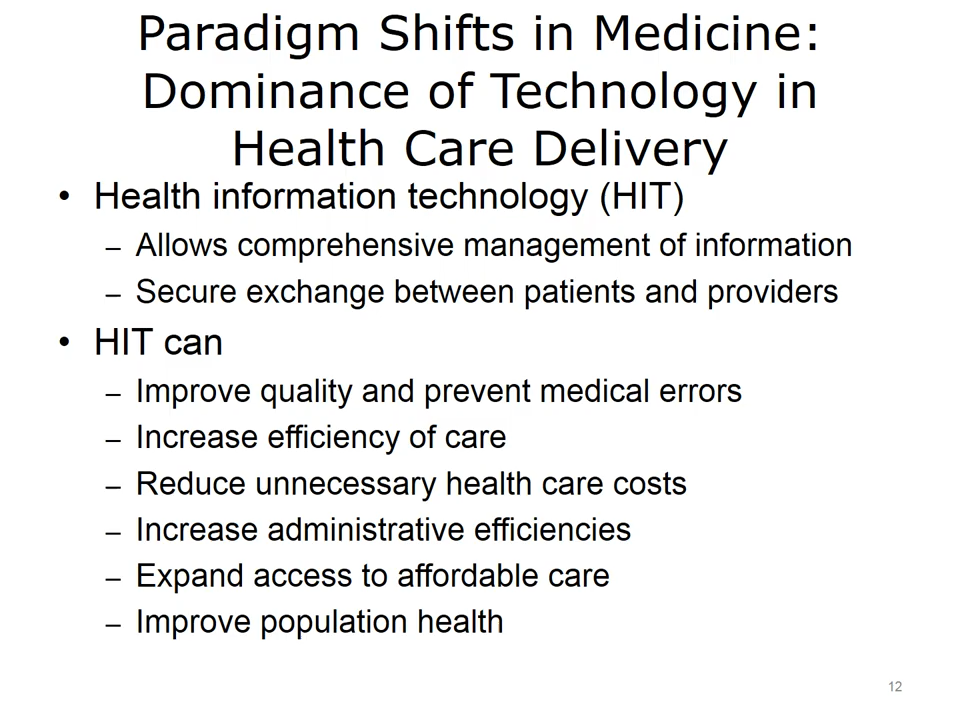 Paradigm Shifts in Medicine:
Dominance of Technology in
Health Care Delivery
• Health information technology (HIT)
– Allows comprehensive management of information
– Secure exchange between patients and providers
• HIT can
– Improve quality and prevent medical errors
– Increase efficiency of care
– Reduce unnecessary health care costs
– Increase administrative efficiencies
– Expand access to affordable care
– Improve population health
12